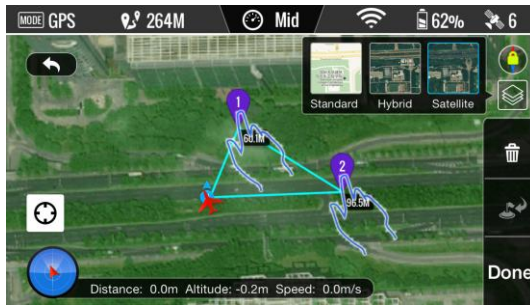 MODE GPS 264M Mid 62% 6
Standard Hybrid Satellite
1
60.1M
2
96.5M
Done
Distance: 0.0m Altitude: -0.2m Speed: 0.0m/s